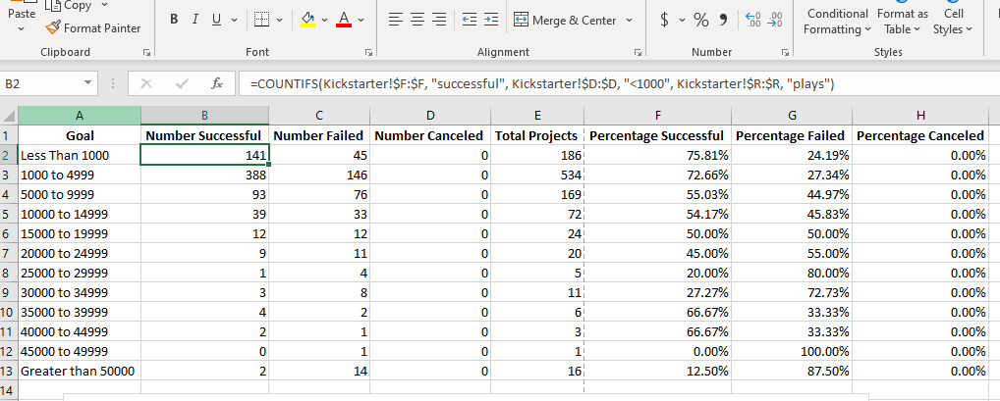 Copy
Paste
Format Painter
B I U A
Merge & Center
$ % 9
Conditional Format as Cell
Formatting Table Styles
Clipboard Font Alignment Number Styles
B2 fx =COUNTIFS(Kickstarter!$F:$F, "successful", Kickstarter!$D:$D, "<1000", Kickstarter!$R:$R, "plays")
A B C D E F G H
1 Goal Number Successful Number Failed Number Canceled Total Projects Percentage Successful Percentage Failed Percentage Canceled
2 Less Than 1000 141 45 0 186 75.81% 24.19% 0.00%
3 1000 to 4999 388 146 0 534 72.66% 27.34% 0.00%
4 5000 to 9999 93 76 0 169 55.03% 44.97% 0.00%
5 10000 to 14999 39 33 0 72 54.17% 45.83% 0.00%
6 15000 to 19999 12 12 0 24 50.00% 50.00% 0.00%
7 20000 to 24999 9 11 0 20 45.00% 55.00% 0.00%
8 25000 to 29999 1 4 0 5 20.00% 80.00% 0.00%
9 30000 to 34999 3 8 0 11 27.27% 72.73% 0.00%
10 35000 to 39999 4 2 0 6 66.67% 33.33% 0.00%
11 40000 to 44999 2 1 0 3 66.67% 33.33% 0.00%
12 45000 to 49999 0 1 0 1 0.00% 100.00% 0.00%
13 Greater than 50000 2 14 0 16 12.50% 87.50% 0.00%
14